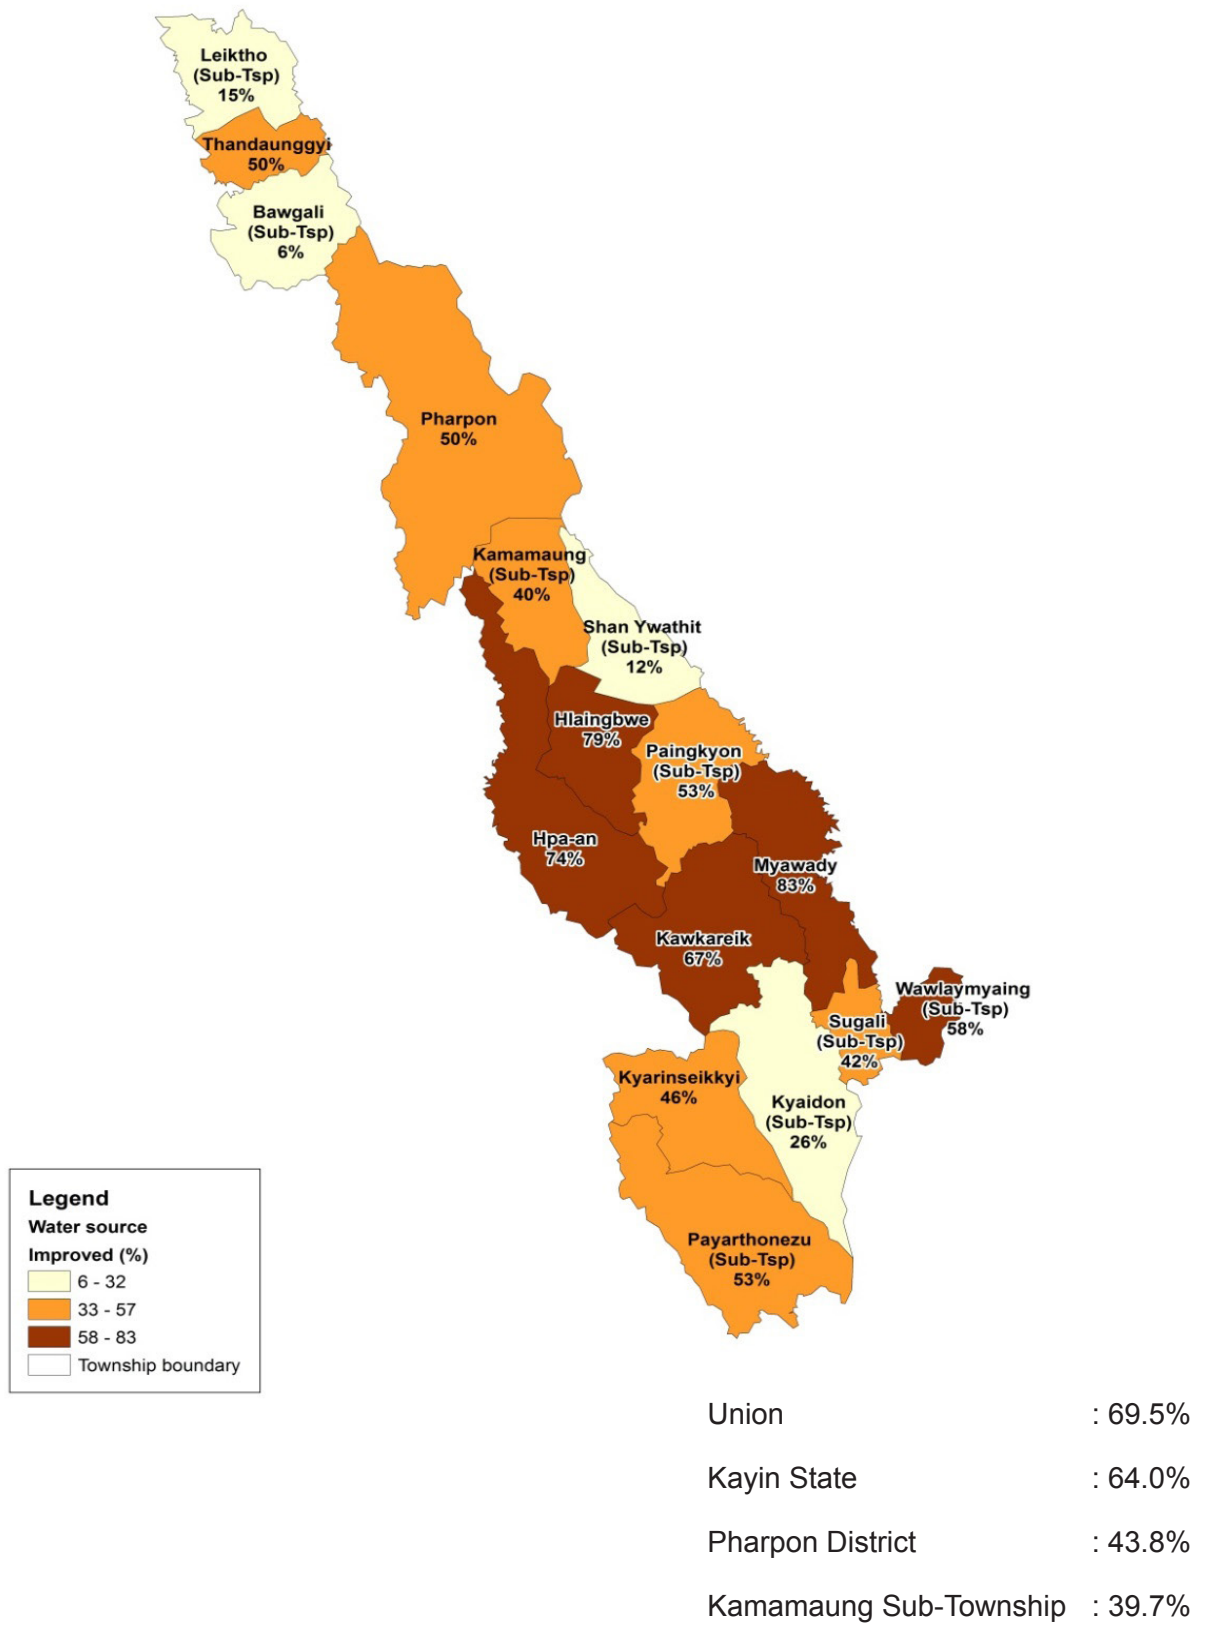 Leiktho
(Sub-Tsp)
15%
Thandaunggyi
50%
Bawgali
(Sub-Tsp)
6%
Pharpon
50%
Kamamaung
(Sub-Tsp)
40%
Shan Ywathit
(Sub-Tsp)
12%
Hlaingbwe
79%
Paingkyon
(Sub-Tsp)
53%
Hpa-an
74%
Myawady
83%
Kawkareik
67%
Wawlaymyaing
(Sub-Tsp)
58%
Sugali
(Sub-Tsp)
42%
Kyarinseikkyi
46%
Kyaidon
(Sub-Tsp)
26%
Payarthonezu
(Sub-Tsp)
53%
Legend
Water source
Improved (%)
6 - 32
33 - 57
58 - 83
Township boundary
Union : 69.5%
Kayin State : 64.0%
Pharpon District : 43.8%
Kamamaung Sub-Township : 39.7%